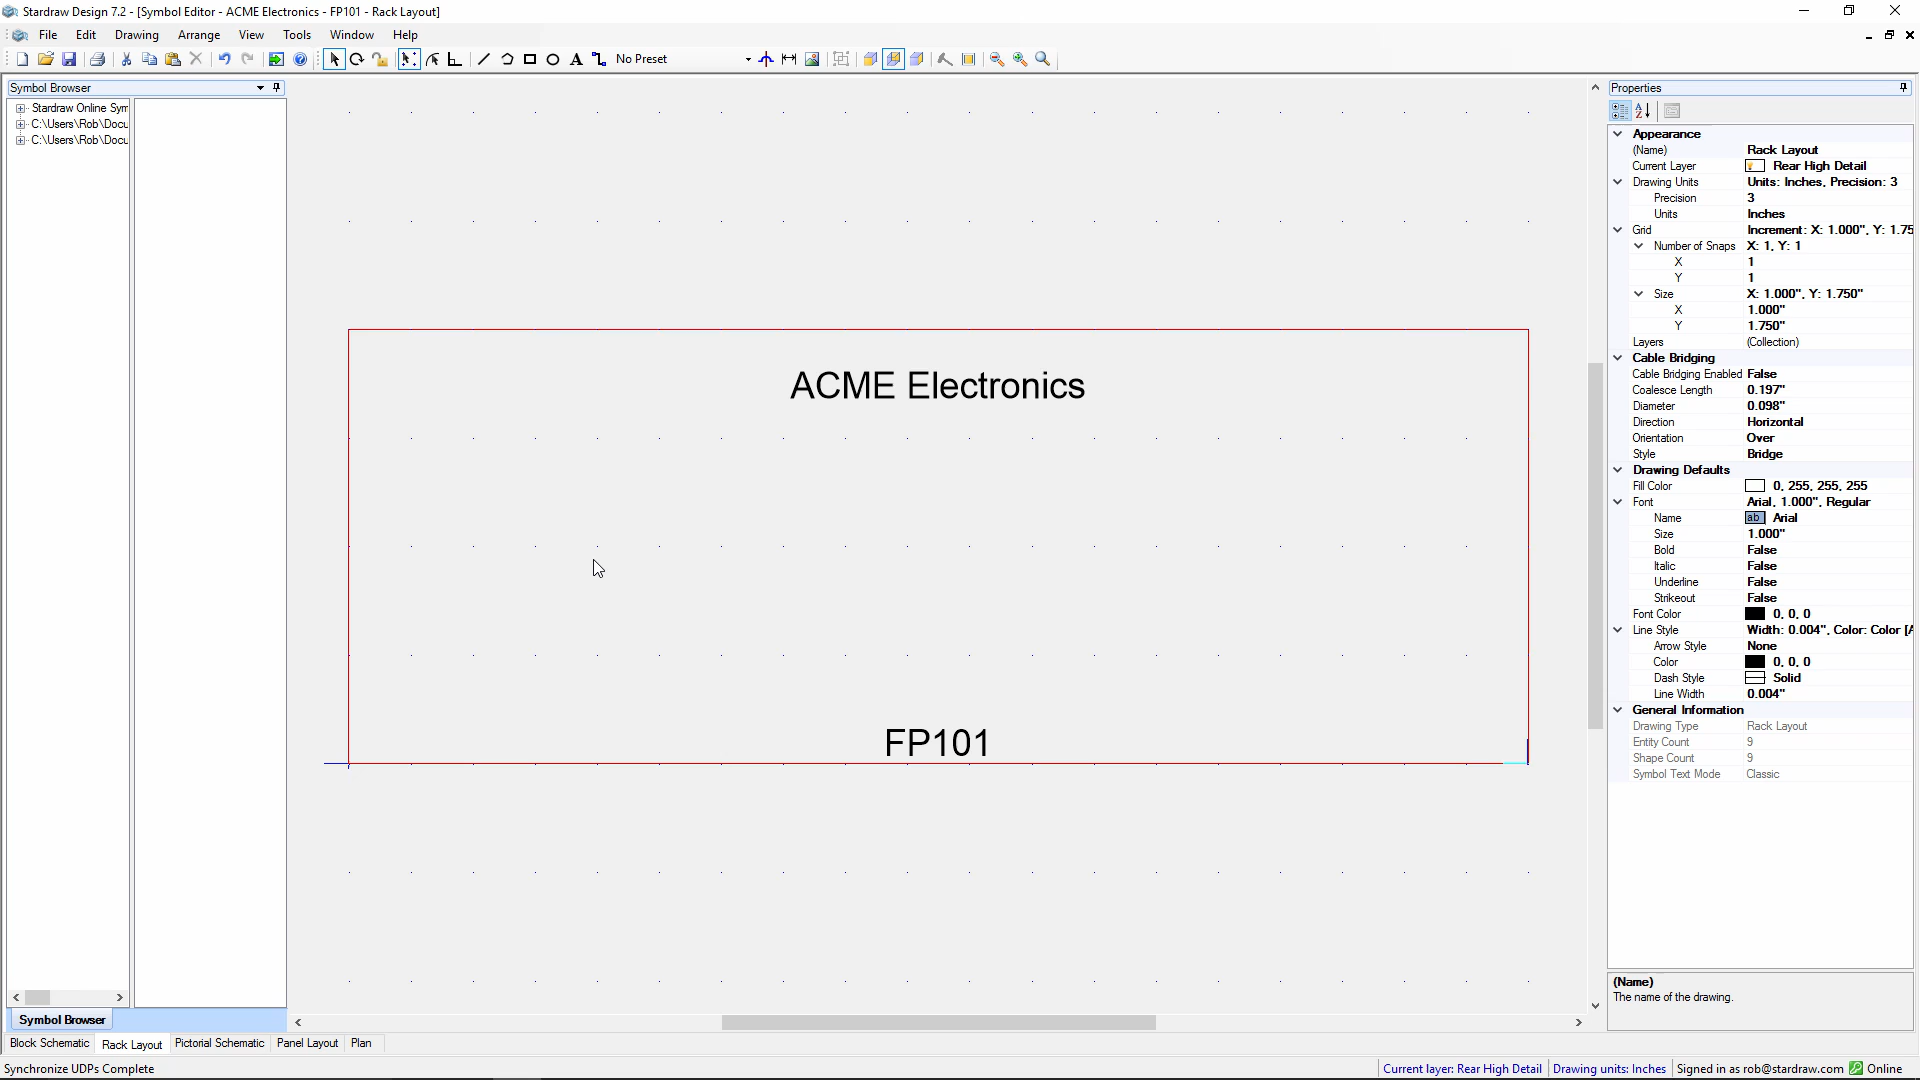 Stardraw Design 7.2 - [Symbol Editor - ACME Electronics - FP101 - Rack Layout]
File Edit Drawing Arrange View Tools Window Help
No Preset
Symbol Browser
Stardraw Online Sym
C:\Users\Rob\Docu
C:\Users\Rob\Docu
Symbol Browser
ACME Electronics
FP101
Properties
Appearance
(Name) Rack Layout
Current Layer Rear High Detail
Drawing Units Units: Inches, Precision: 3
Precision 3
Units Inches
Grid Increment: X: 1.000", Y: 1.75
Number of Snaps X: 1, Y: 1
X 1
Y 1
Size X: 1.000", Y: 1.750"
X 1.000"
Y 1.750"
Layers (Collection)
Cable Bridging
Cable Bridging Enabled False
Coalesce Length 0.197"
Diameter 0.098"
Direction Horizontal
Orientation Over
Style Bridge
Drawing Defaults
Fill Color 0, 255, 255, 255
Font Arial, 1.000", Regular
Name ab Arial
Size 1.000"
Bold False
Italic False
Underline False
Strikeout False
Font Color 0, 0, 0
Line Style Width: 0.004", Color: Color [A
Arrow Style None
Color 0, 0, 0
Dash Style Solid
Line Width 0.004"
General Information
Drawing Type Rack Layout
Entity Count 9
Shape Count 9
Symbol Text Mode Classic
(Name)
The name of the drawing.
Block Schematic Rack Layout Pictorial Schematic Panel Layout Plan
Synchronize UDPs Complete
Current layer: Rear High Detail Drawing units: Inches Signed in as rob@stardraw.com Online